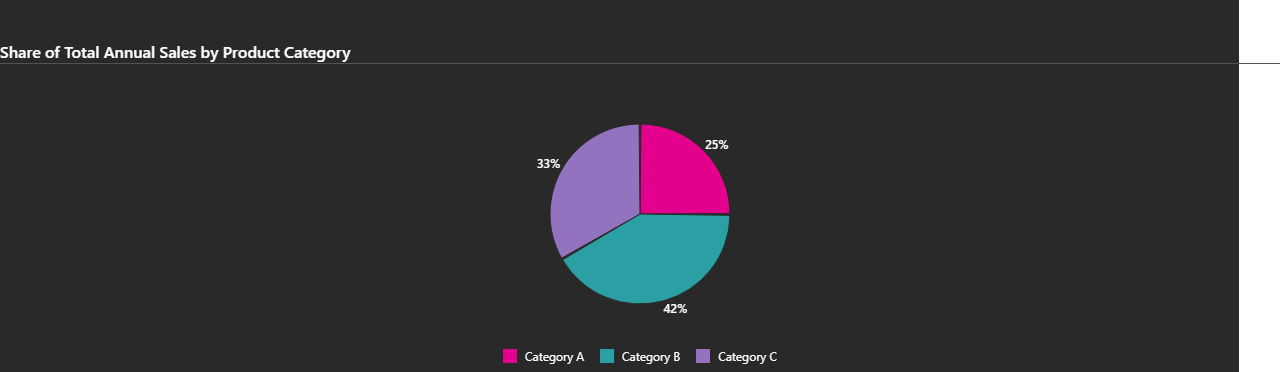 Share of Total Annual Sales by Product Category
25%
33%
42%
Category A Category B Category C